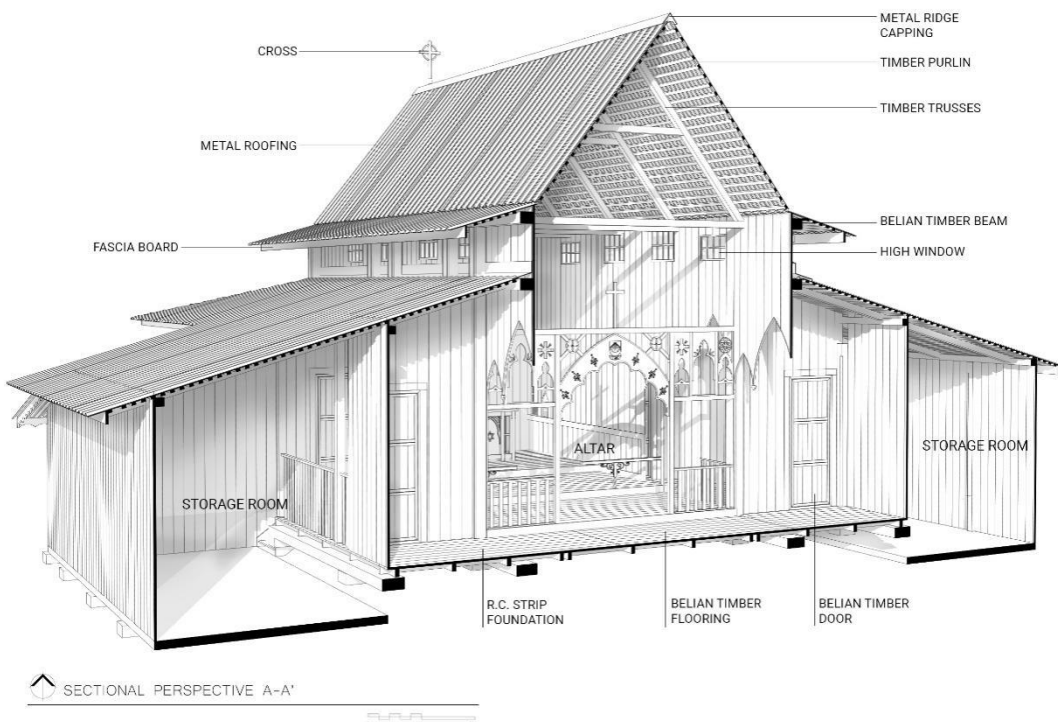 METAL RIDGE
CAPPING
CROSS
TIMBER PURLIN
TIMBER TRUSSES
METAL ROOFING
BELIAN TIMBER BEAM
FASCIA BOARD
HIGH WINDOW
ALTAR
STORAGE ROOM
STORAGE ROOM
R.C. STRIP
FOUNDATION
BELIAN TIMBER
FLOORING
BELIAN TIMBER
DOOR
SECTIONAL PERSPECTIVE A-A'